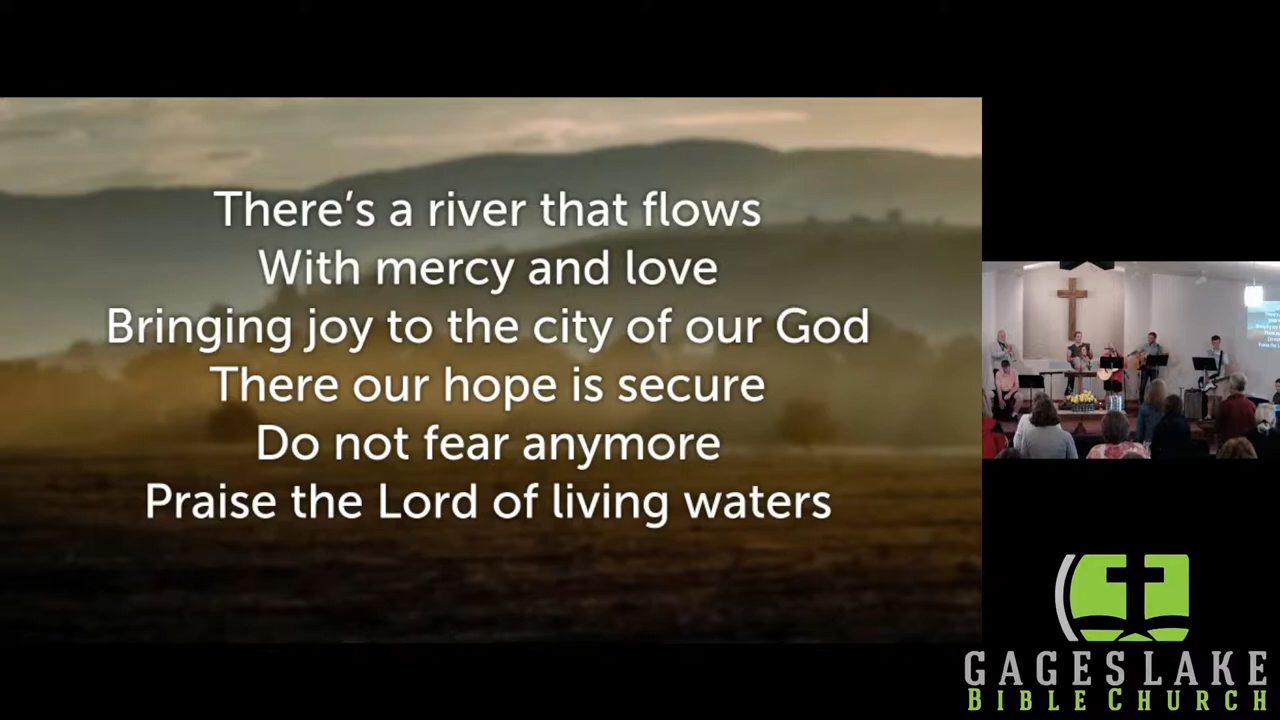 There’s a river that flows
With mercy and love
Bringing joy to the city of our God
There our hope is secure
Do not fear anymore
Praise the Lord of living waters
GAGESLAKE
BIBLE CHURCH